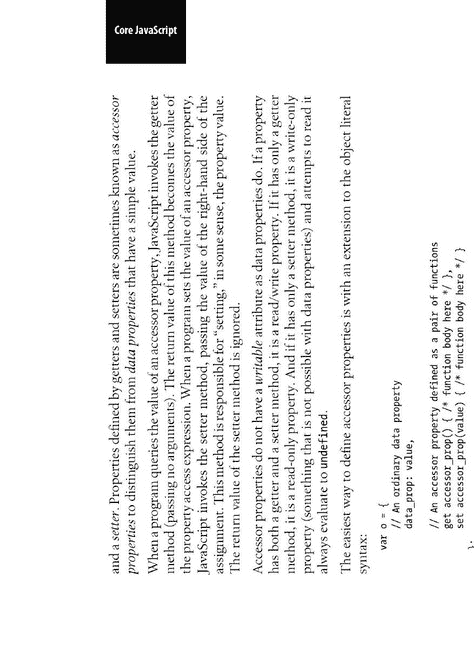 Core JavaScript
and a setter. Properties defined by getters and setters are sometimes known as accessor
properties to distinguish them from data properties that have a simple value.
When a program queries the value of an accessor property, JavaScript invokes the getter
method (passing no arguments). The return value of this method becomes the value of
the property access expression. When a program sets the value of an accessor property,
JavaScript invokes the setter method, passing the value of the right-hand side of the
assignment. This method is responsible for “setting,” in some sense, the property value.
The return value of the setter method is ignored.
Accessor properties do not have a writable attribute as data properties do. If a property
has both a getter and a setter method, it is a read/write property. If it has only a getter
method, it is a read-only property. And if it has only a setter method, it is a write-only
property (something that is not possible with data properties) and attempts to read it
always evaluate to undefined.
The easiest way to define accessor properties is with an extension to the object literal
syntax:
var o = {
// An ordinary data property
data_prop: value,
// An accessor property defined as a pair of functions
get accessor_prop() { /* function body here */ },
set accessor_prop(value) { /* function body here */ }
};